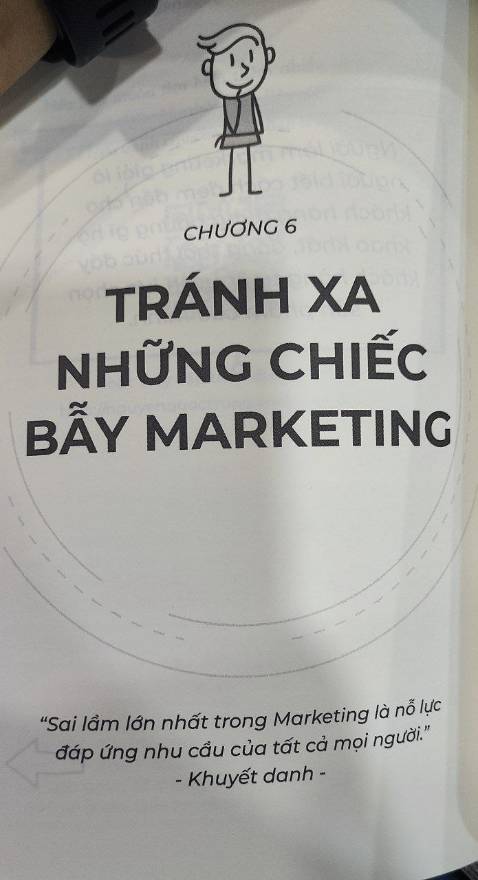 CHƯƠNG 6
TRÁNH XA
NHỮNG CHIẾC
BẪY MARKETING
“Sai lầm lớn nhất trong Marketing là nỗ lực
đáp ứng nhu cầu của tất cả mọi người.”
- Khuyết danh -